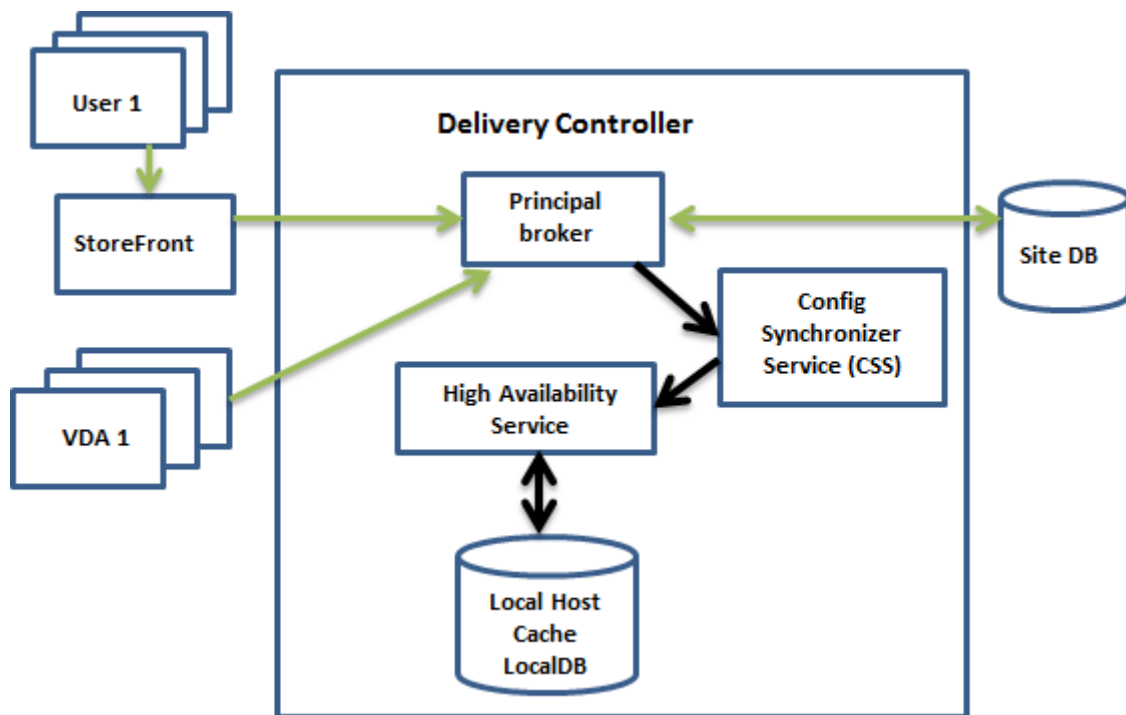 User 1
Delivery Controller
StoreFront
Principal
broker
Site DB
Config
Synchronizer
Service (CSS)
High Availability
Service
VDA 1
Local Host
Cache
LocalDB